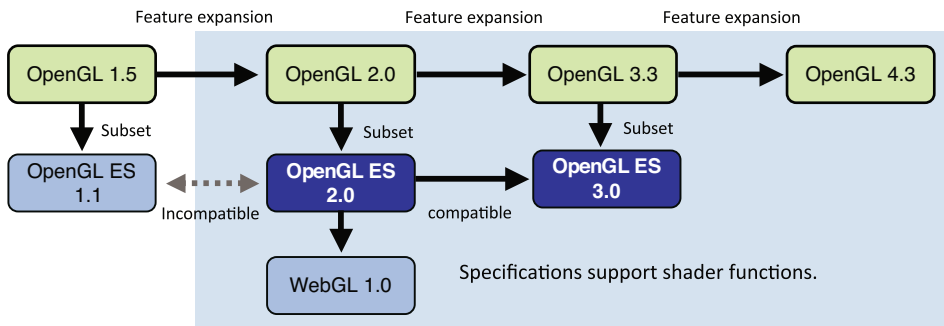 Feature expansion
Feature expansion
Feature expansion
OpenGL 1.5
OpenGL 2.0
OpenGL 3.3
OpenGL 4.3
Subset
Subset
Subset
OpenGL ES
1.1
OpenGL ES
2.0
OpenGL ES
3.0
Incompatible
compatible
WebGL 1.0
Specifications support shader functions.